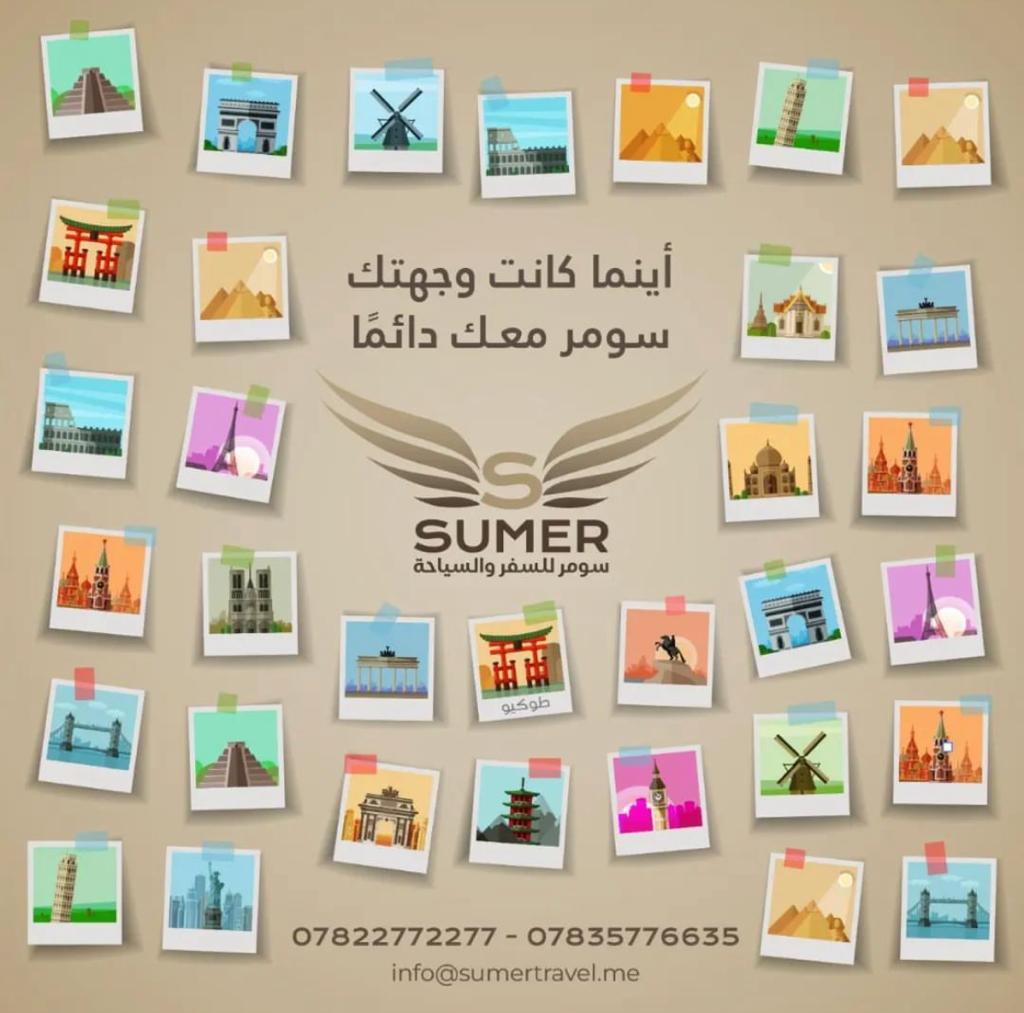 أينما كانت وجهتك
سومر معك دائمًا
S
SUMER
سومر للسفر والسياحة
طوكيو
07822772277 - 07835776635
info@sumertravel.me